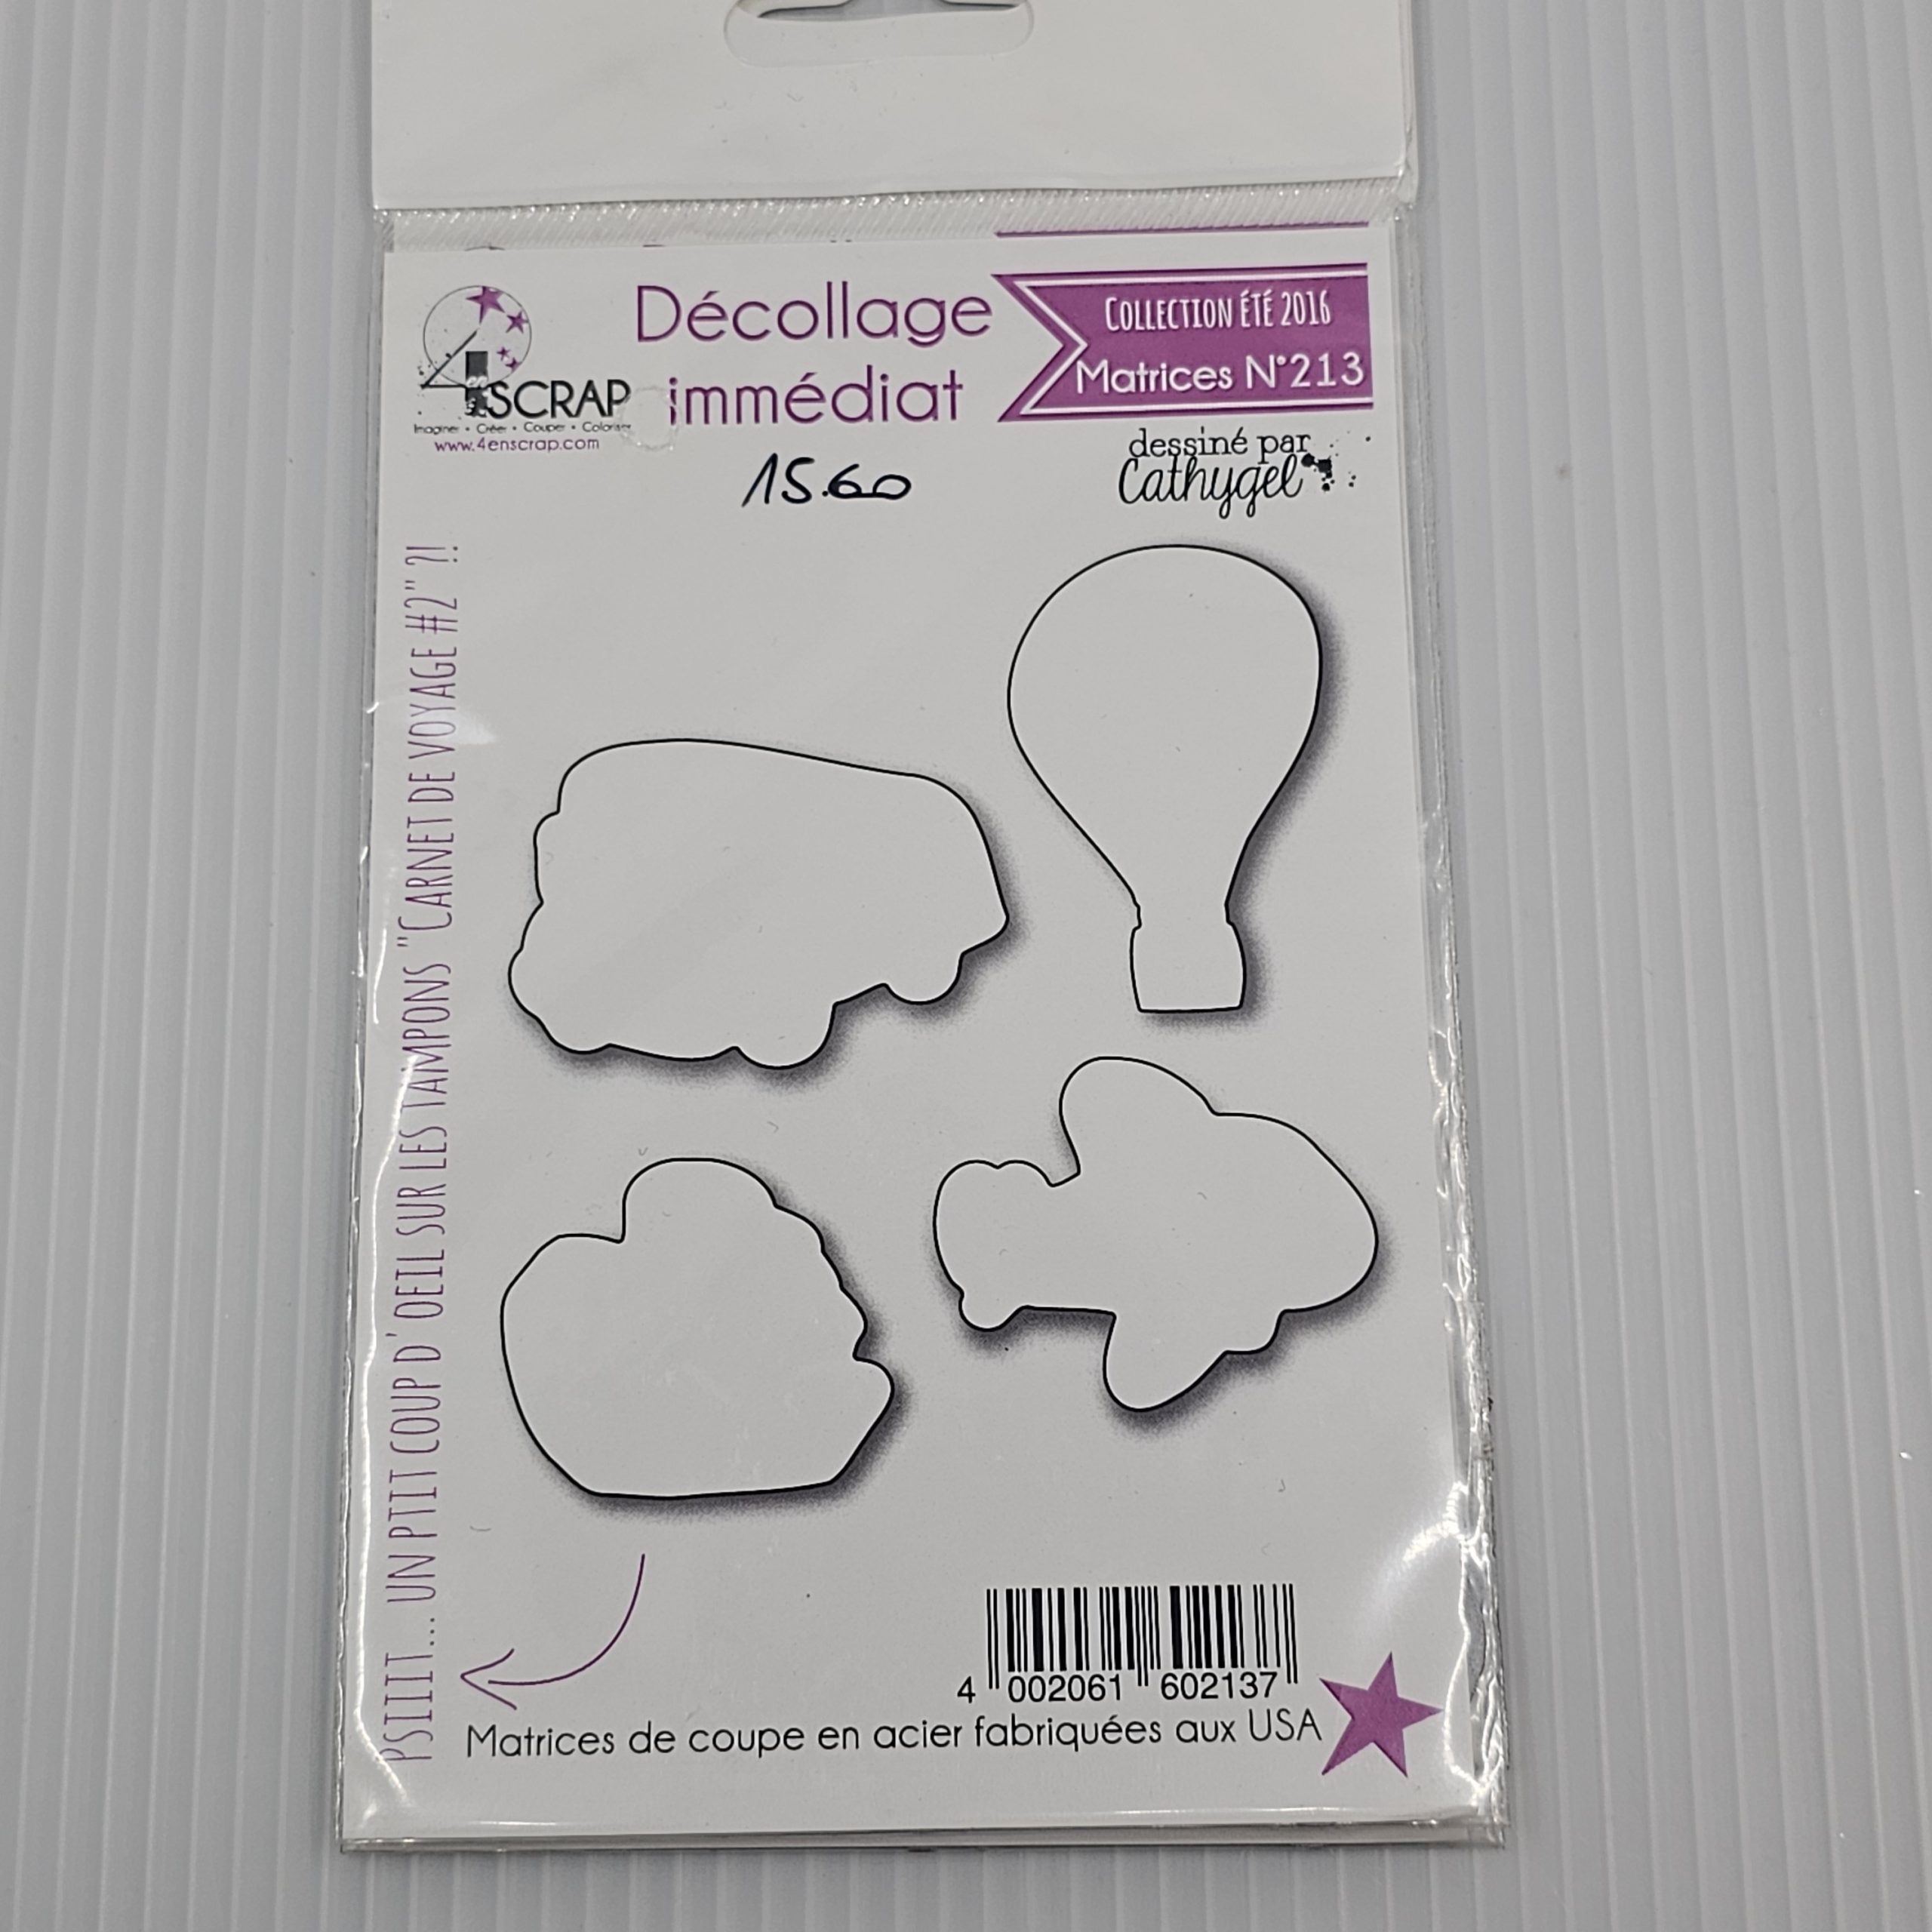 4enSCRAP
Imaginer • Créer • Couper • Coloriser
www.4enscrap.com
Décollage
immédiat
COLLECTION ÉTÉ 2016
Matrices N°213
dessiné par
Cathygel
15.60
PSIIT... UN PTIT COUP D'OEIL SUR LES TAMPONS "CARNET DE VOYAGE #2" ?!
4 002061 602137
Matrices de coupe en acier fabriquées aux USA